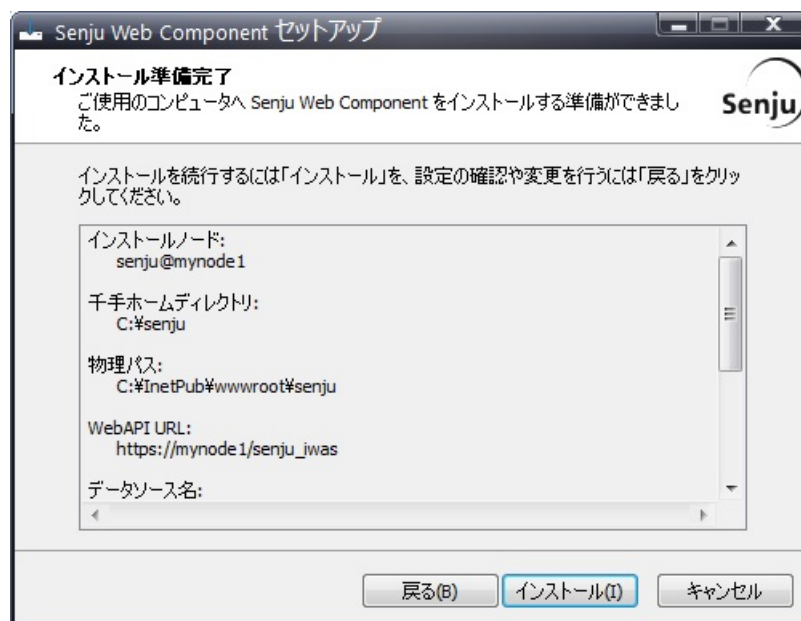 Senju Web Component セットアップ
インストール準備完了
ご使用のコンピュータへ Senju Web Component をインストールする準備ができまし
た。
Senju
インストールを続行するには「インストール」を、設定の確認や変更を行うには「戻る」をクリッ
クしてください。
インストールノード:
senju@mynode1
千手ホームディレクトリ:
C:¥senju
物理パス:
C:¥InetPub¥wwwroot¥senju
WebAPI URL:
https://mynode1/senju_iwas
データソース名:
戻る(B) インストール(I) キャンセル